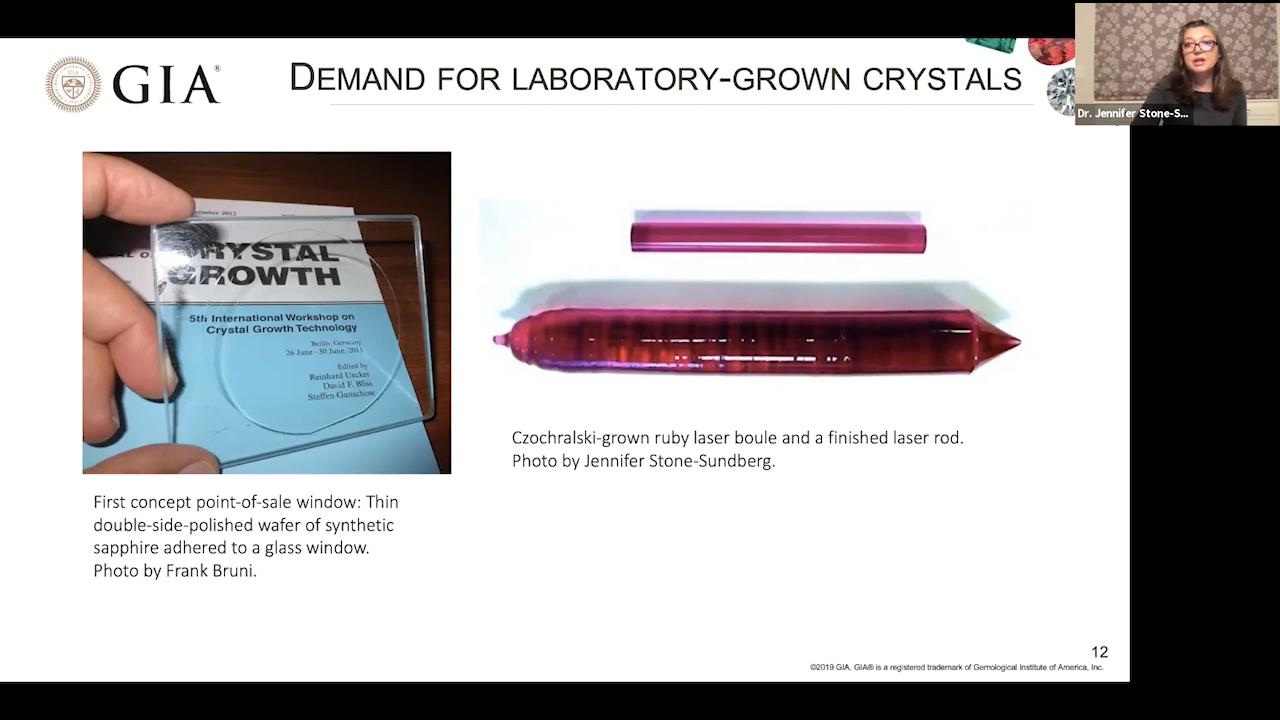 GIA®
DEMAND FOR LABORATORY-GROWN CRYSTALS
Dr. Jennifer Stone-S...
2012
CRYSTAL
GROWTH
5th International Workshop on
Crystal Growth Technology
Berlin, Germany
26 June - 30 June, 2011
Edited by
Reinhard Uecker
David F. Bliss
Steffen Ganschow
Czochralski-grown ruby laser boule and a finished laser rod.
Photo by Jennifer Stone-Sundberg.
First concept point-of-sale window: Thin
double-side-polished wafer of synthetic
sapphire adhered to a glass window.
Photo by Frank Bruni.
12
©2019 GIA. GIA® is a registered trademark of Gemological Institute of America, Inc.